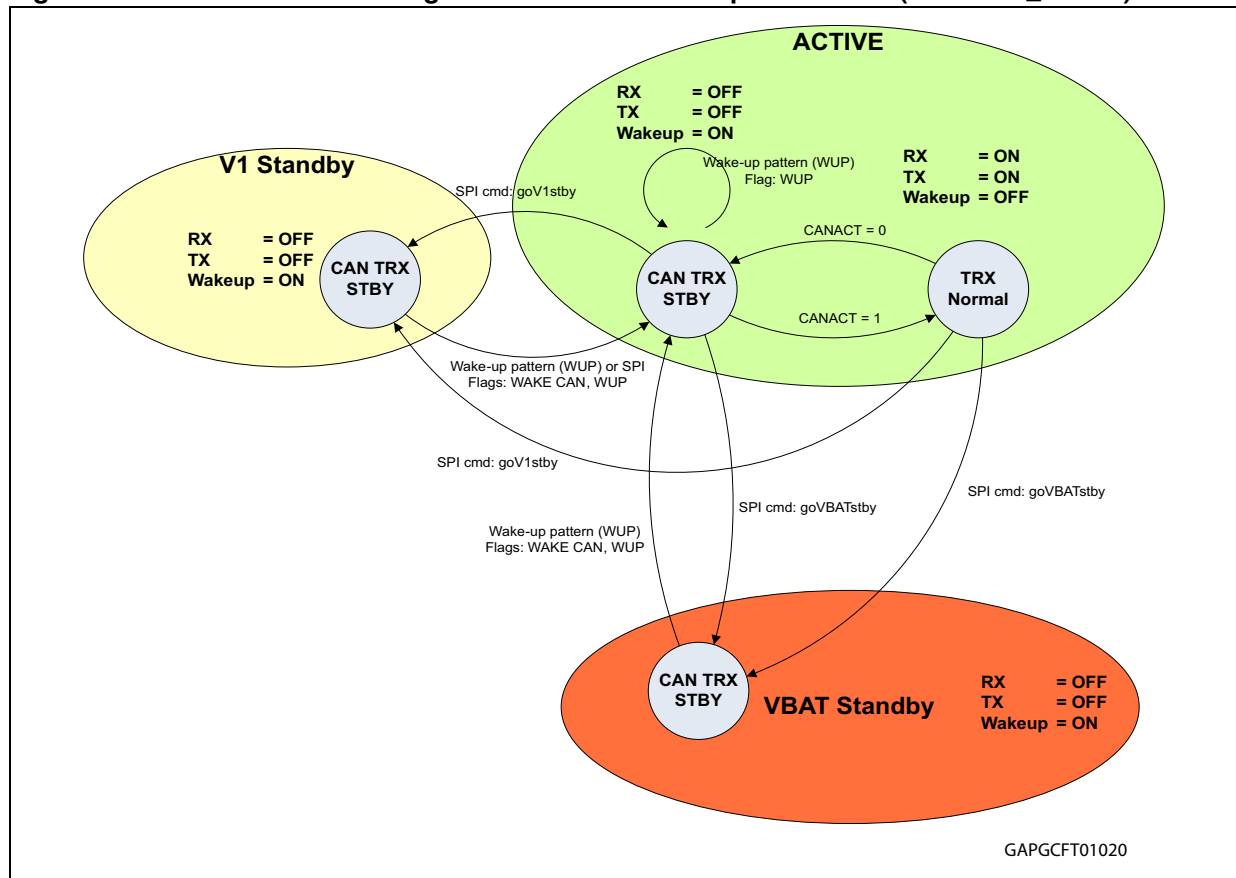 ACTIVE
RX = OFF
TX = OFF
Wakeup = ON
Wake-up pattern (WUP)
Flag: WUP
RX = ON
TX = ON
Wakeup = OFF
V1 Standby
SPI cmd: goV1stby
RX = OFF
TX = OFF
Wakeup = ON
CAN TRX
STBY
CAN TRX
STBY
CANACT = 0
TRX
Normal
CANACT = 1
Wake-up pattern (WUP) or SPI
Flags: WAKE CAN, WUP
SPI cmd: goV1stby
SPI cmd: goVBATstby
SPI cmd: goVBATstby
Wake-up pattern (WUP)
Flags: WAKE CAN, WUP
CAN TRX
STBY
VBAT Standby
RX = OFF
TX = OFF
Wakeup = ON
GAPGCFT01020